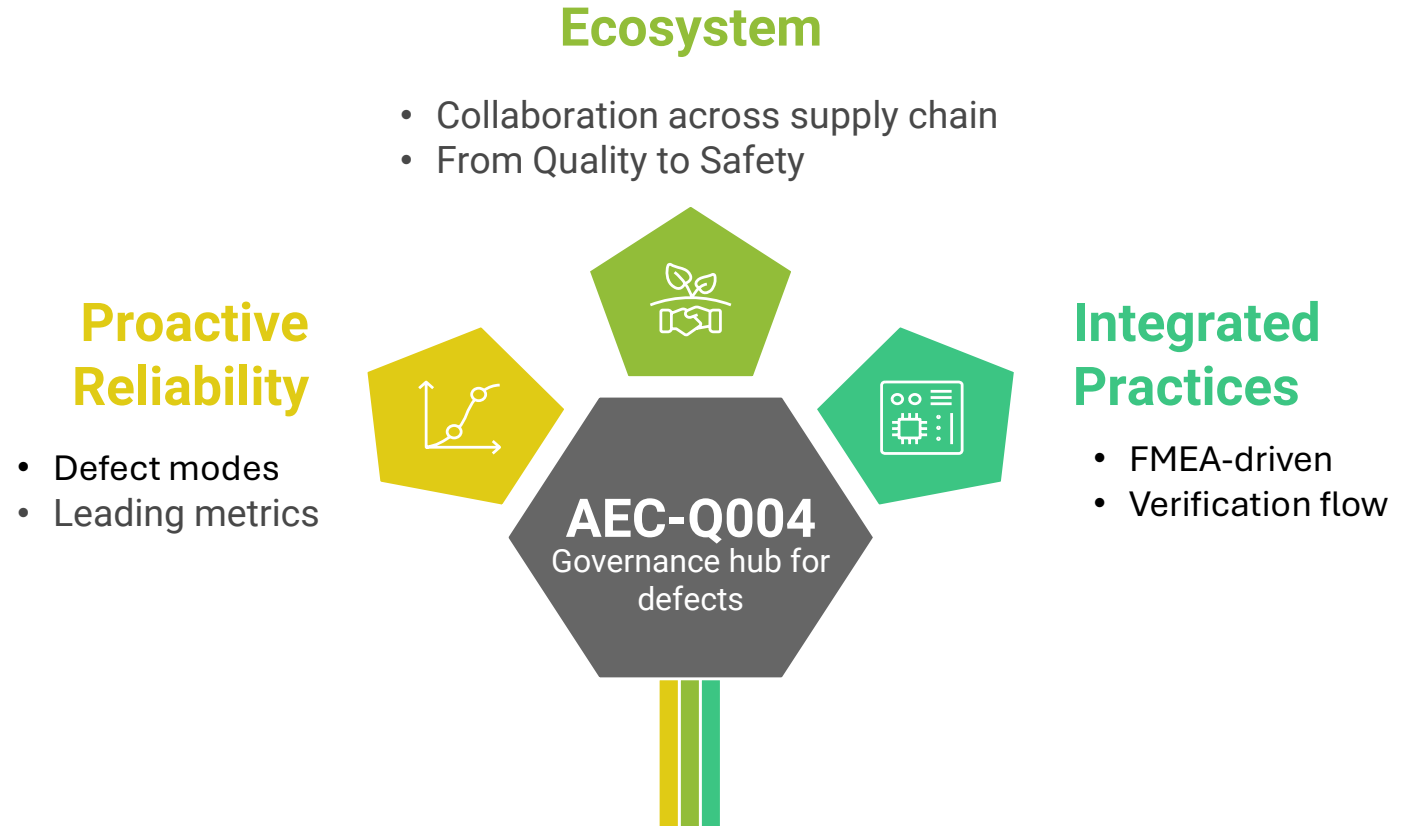 Ecosystem
• Collaboration across supply chain
• From Quality to Safety
Proactive
Reliability
• Defect modes
• Leading metrics
Integrated
Practices
• FMEA-driven
• Verification flow
AEC-Q004
Governance hub for
defects